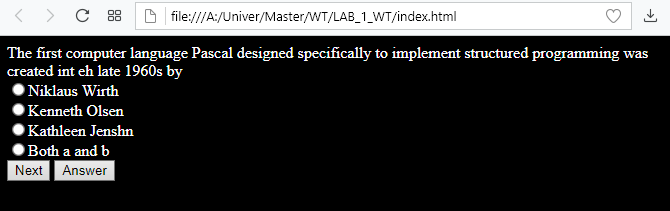 file:///A:/Univer/Master/WT/LAB_1_WT/index.html
The first computer language Pascal designed specifically to implement structured programming was
created int eh late 1960s by
Niklaus Wirth
Kenneth Olsen
Kathleen Jenshn
Both a and b
Next Answer